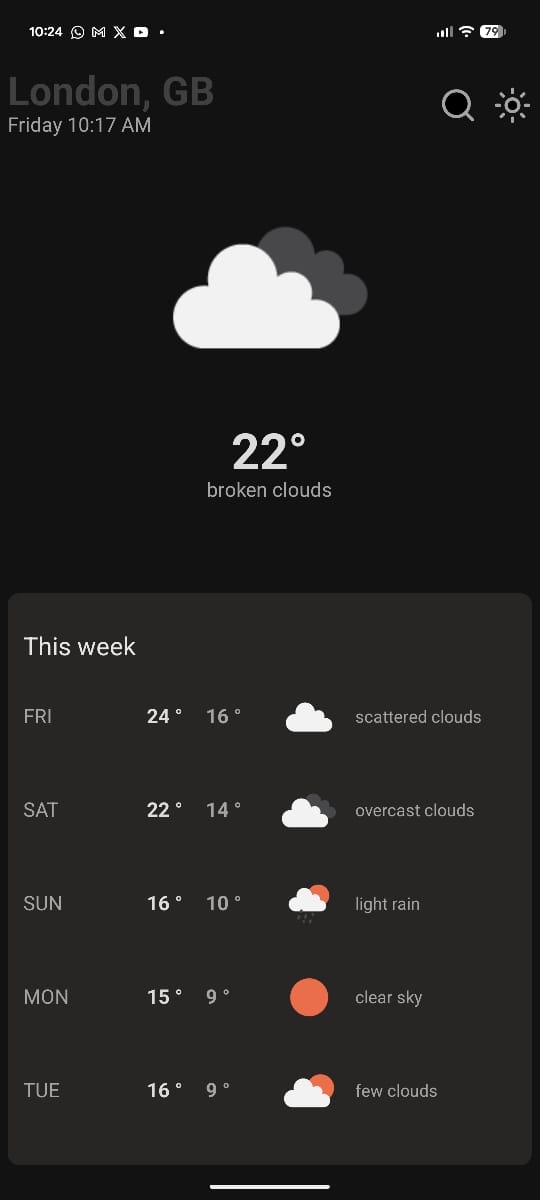 10:24
79
London, GB
Friday 10:17 AM
22°
broken clouds
This week
FRI 24 ° 16 ° scattered clouds
SAT 22 ° 14 ° overcast clouds
SUN 16 ° 10 ° light rain
MON 15 ° 9 ° clear sky
TUE 16 ° 9 ° few clouds